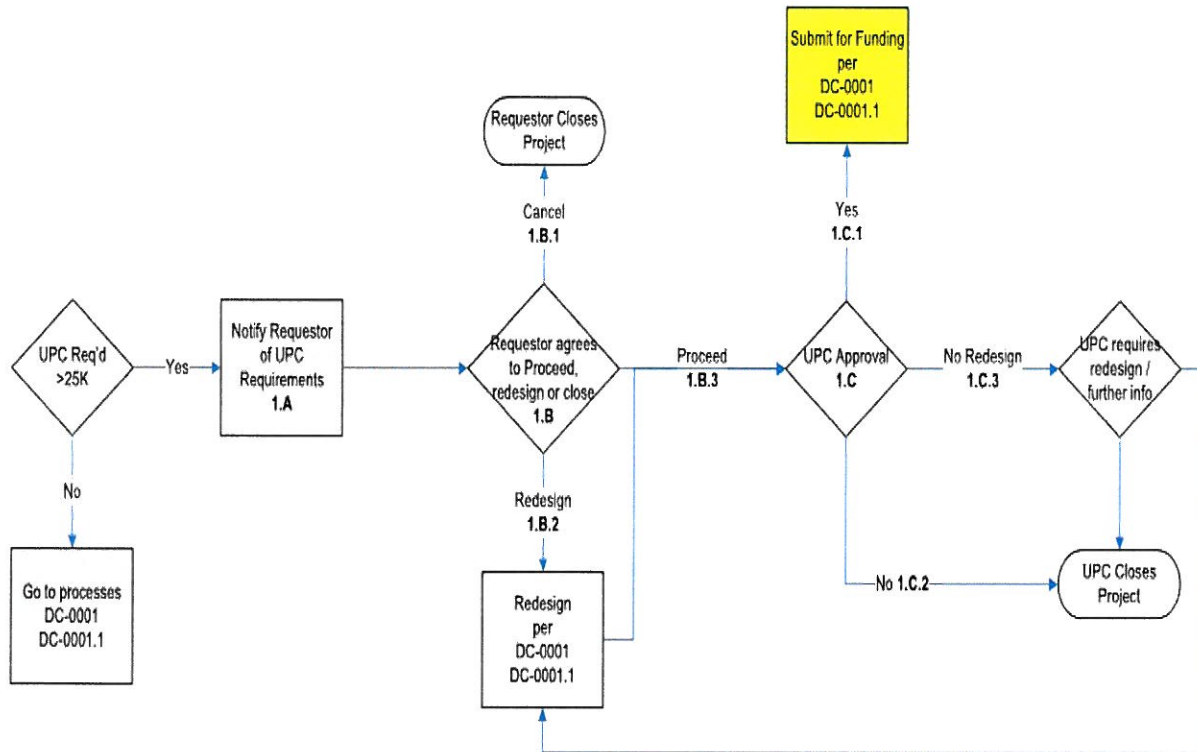 Submit for Funding
per
DC-0001
DC-0001.1
Requestor Closes
Project
Cancel
1.B.1
Yes
1.C.1
UPC Req'd
>25K
Yes
Notify Requestor
of UPC
Requirements
1.A
Requestor agrees
to Proceed,
redesign or close
1.B
Proceed
1.B.3
UPC Approval
1.C
No Redesign
1.C.3
UPC requires
redesign /
further info
No
Redesign
1.B.2
Go to processes
DC-0001
DC-0001.1
Redesign
per
DC-0001
DC-0001.1
No 1.C.2
UPC Closes
Project